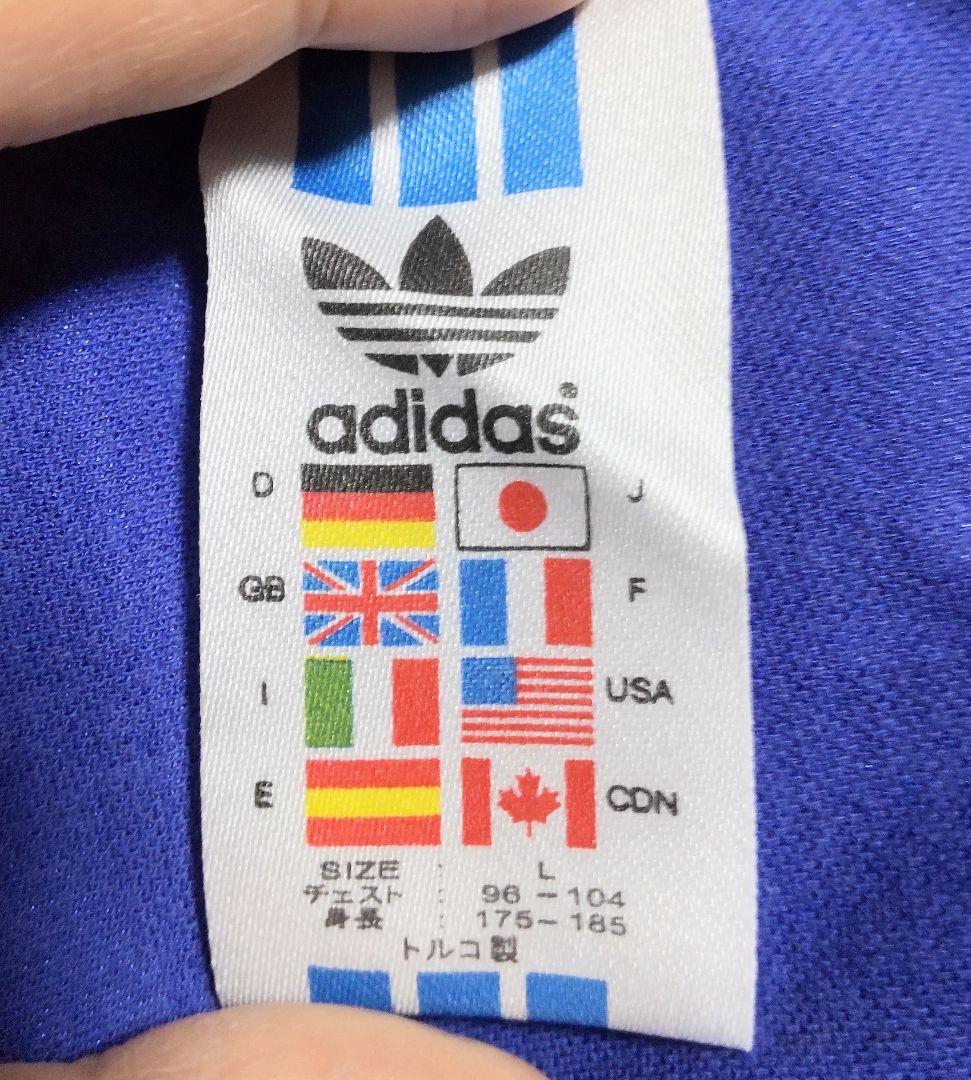 adidas®
D J
GB F
I USA
E CDN
SIZE : L
チェスト : 96 - 104
身長 : 175 - 185
トルコ製